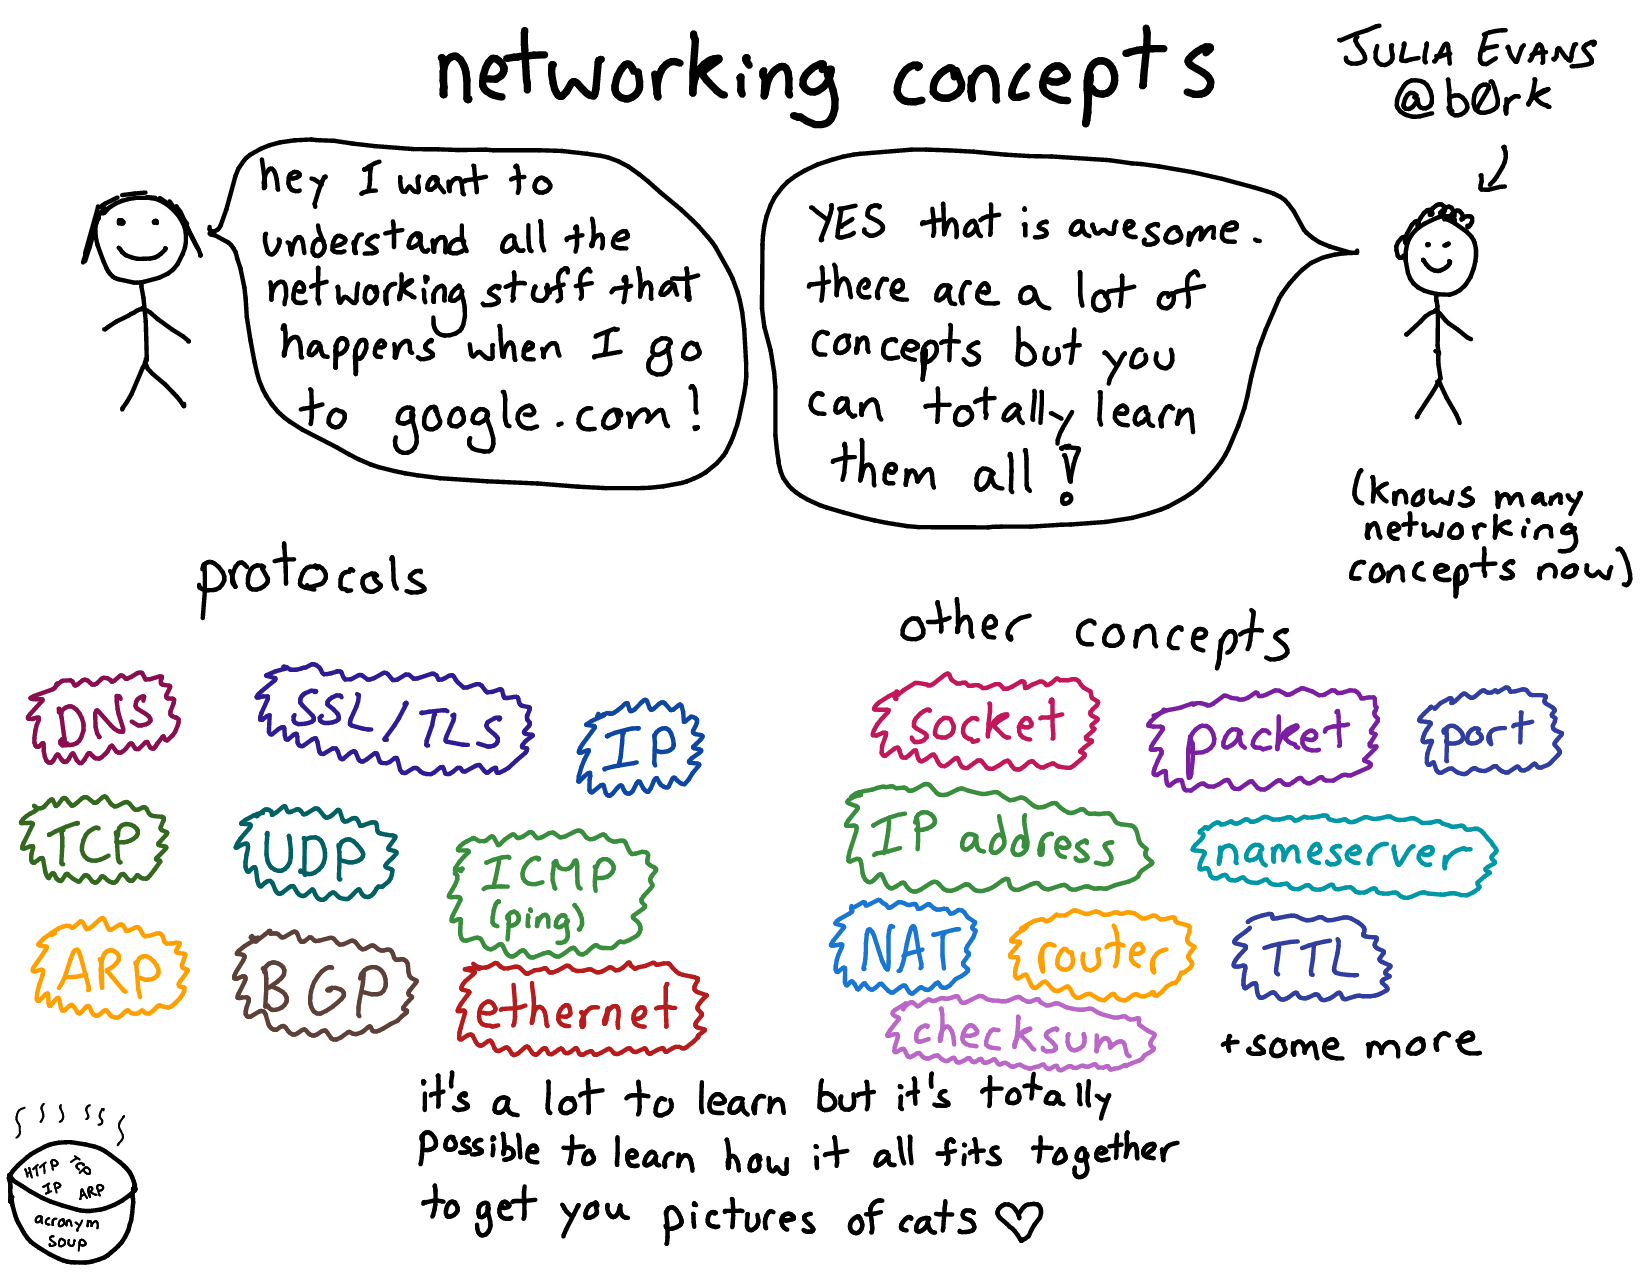 networking concepts
JULIA EVANS
@b0rk
hey I want to
understand all the
networking stuff that
happens when I go
to google.com!
YES that is awesome.
there are a lot of
concepts but you
can totally learn
them all!
(knows many
networking
concepts now)
protocols
DNS
SSL/TLS
IP
TCP
UDP
ICMP
(ping)
ARP
BGP
ethernet
other concepts
socket
packet
port
IP address
nameserver
NAT
router
TTL
checksum
+some more
it's a lot to learn but it's totally
possible to learn how it all fits together
to get you pictures of cats ♡
HTTP
TCP
IP
ARP
acronym
soup